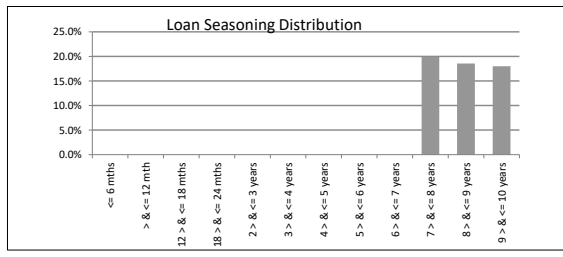 Loan Seasoning Distribution
25.0%
20.0%
15.0%
10.0%
5.0%
0.0%
<= 6 mths
> & <= 12 mth
12 > & <= 18 mths
18 > & <= 24 mths
2 > & <= 3 years
3 > & <= 4 years
4 > & <= 5 years
5 > & <= 6 years
6 > & <= 7 years
7 > & <= 8 years
8 > & <= 9 years
9 > & <= 10 years